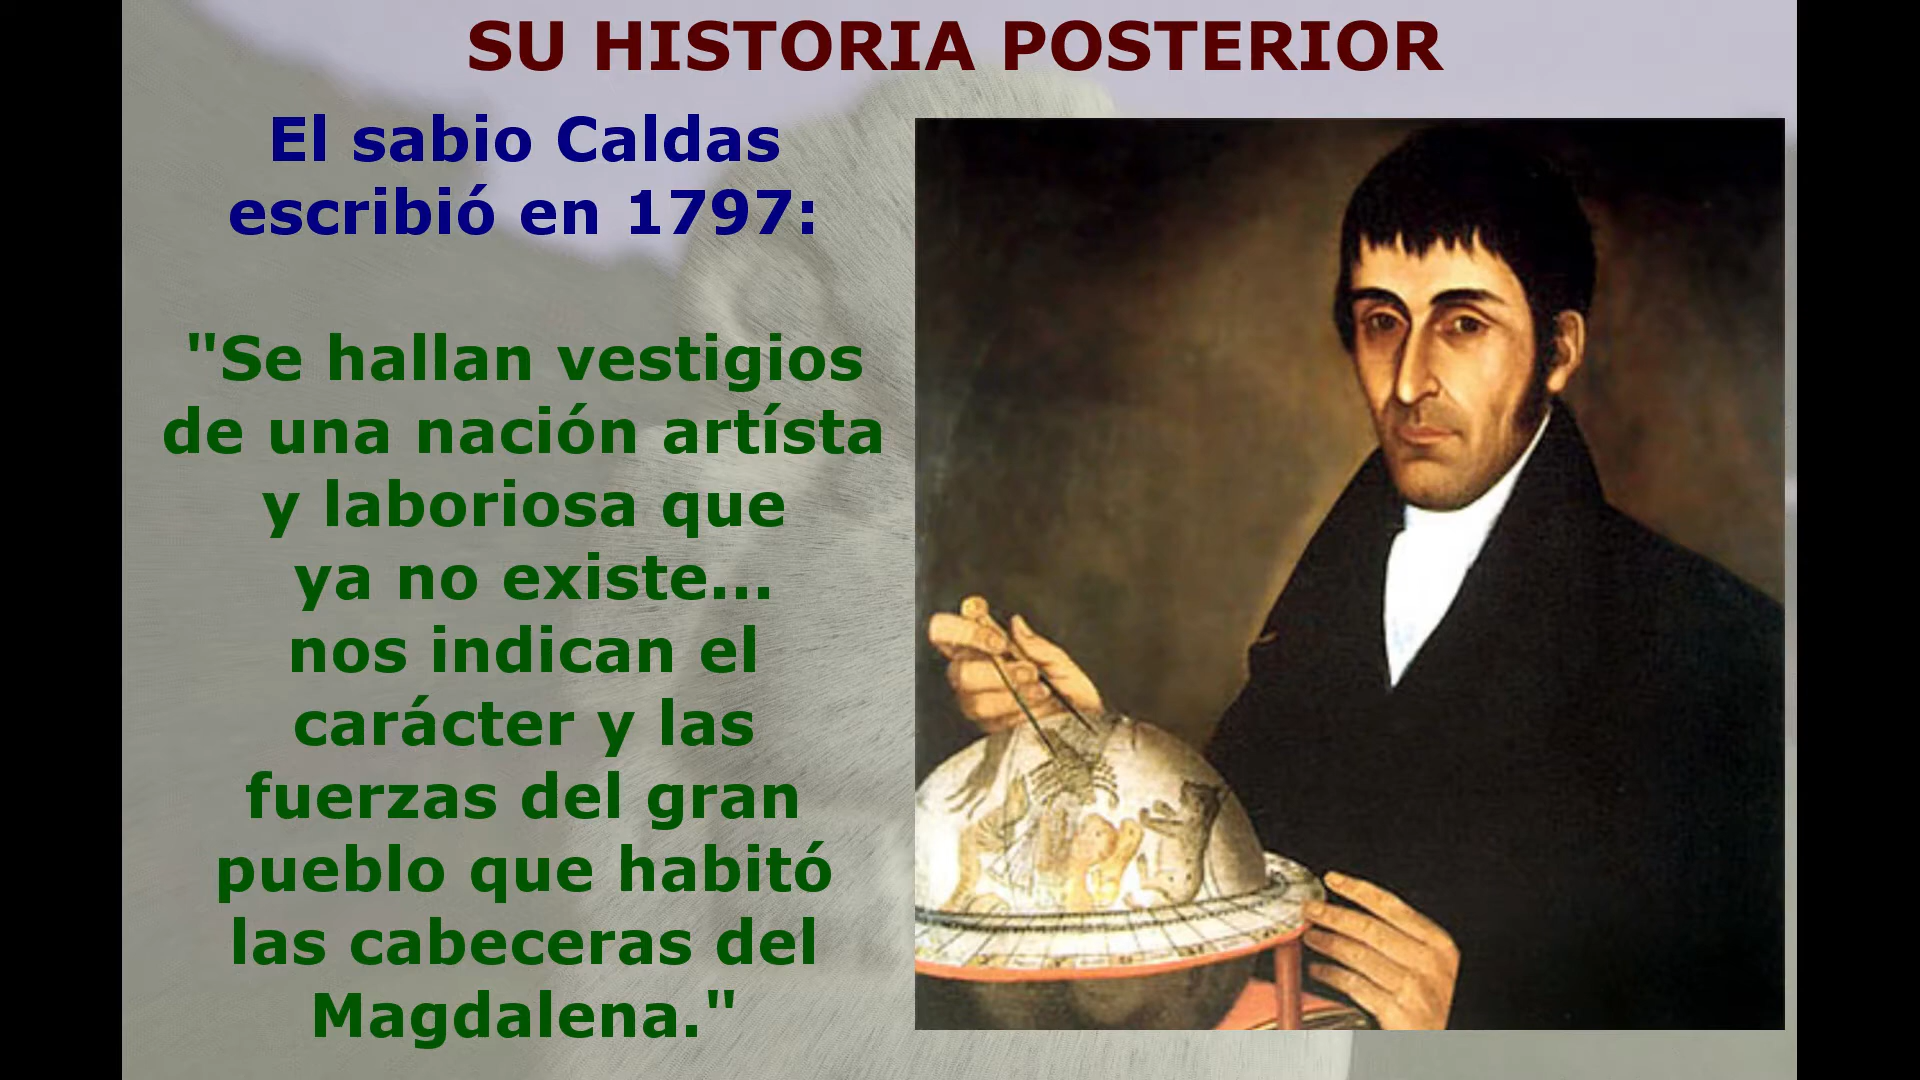 SU HISTORIA POSTERIOR
El sabio Caldas
escribió en 1797:
"Se hallan vestigios
de una nación artísta
y laboriosa que
ya no existe...
nos indican el
carácter y las
fuerzas del gran
pueblo que habitó
las cabeceras del
Magdalena."